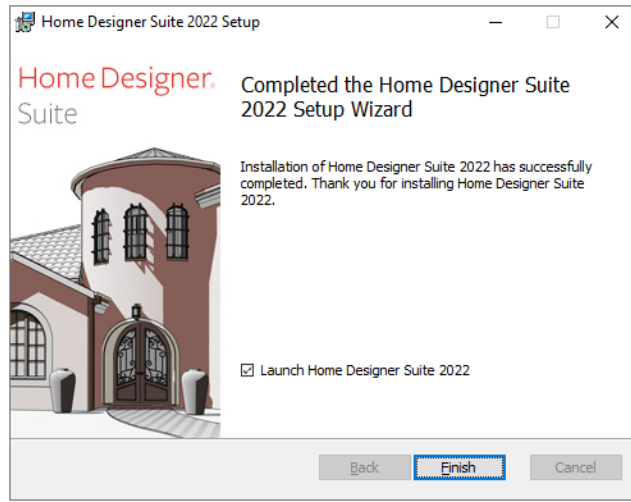 Home Designer Suite 2022 Setup
Home Designer®
Suite
Completed the Home Designer Suite
2022 Setup Wizard
Installation of Home Designer Suite 2022 has successfully
completed. Thank you for installing Home Designer Suite
2022.
Launch Home Designer Suite 2022
Back
Finish
Cancel